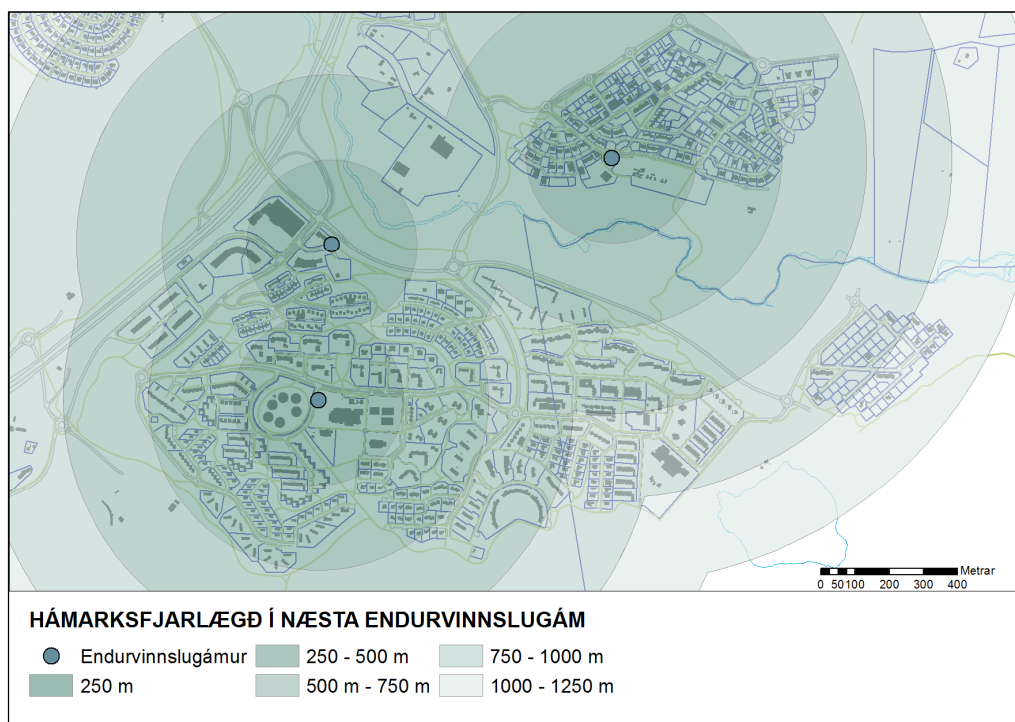 Metrar
0 50 100 200 300 400
HÁMARKSFJARLÆGÐ Í NÆSTA ENDURVINNSLUGÁM
Endurvinnslugámur 250 - 500 m 750 - 1000 m
250 m 500 m - 750 m 1000 - 1250 m